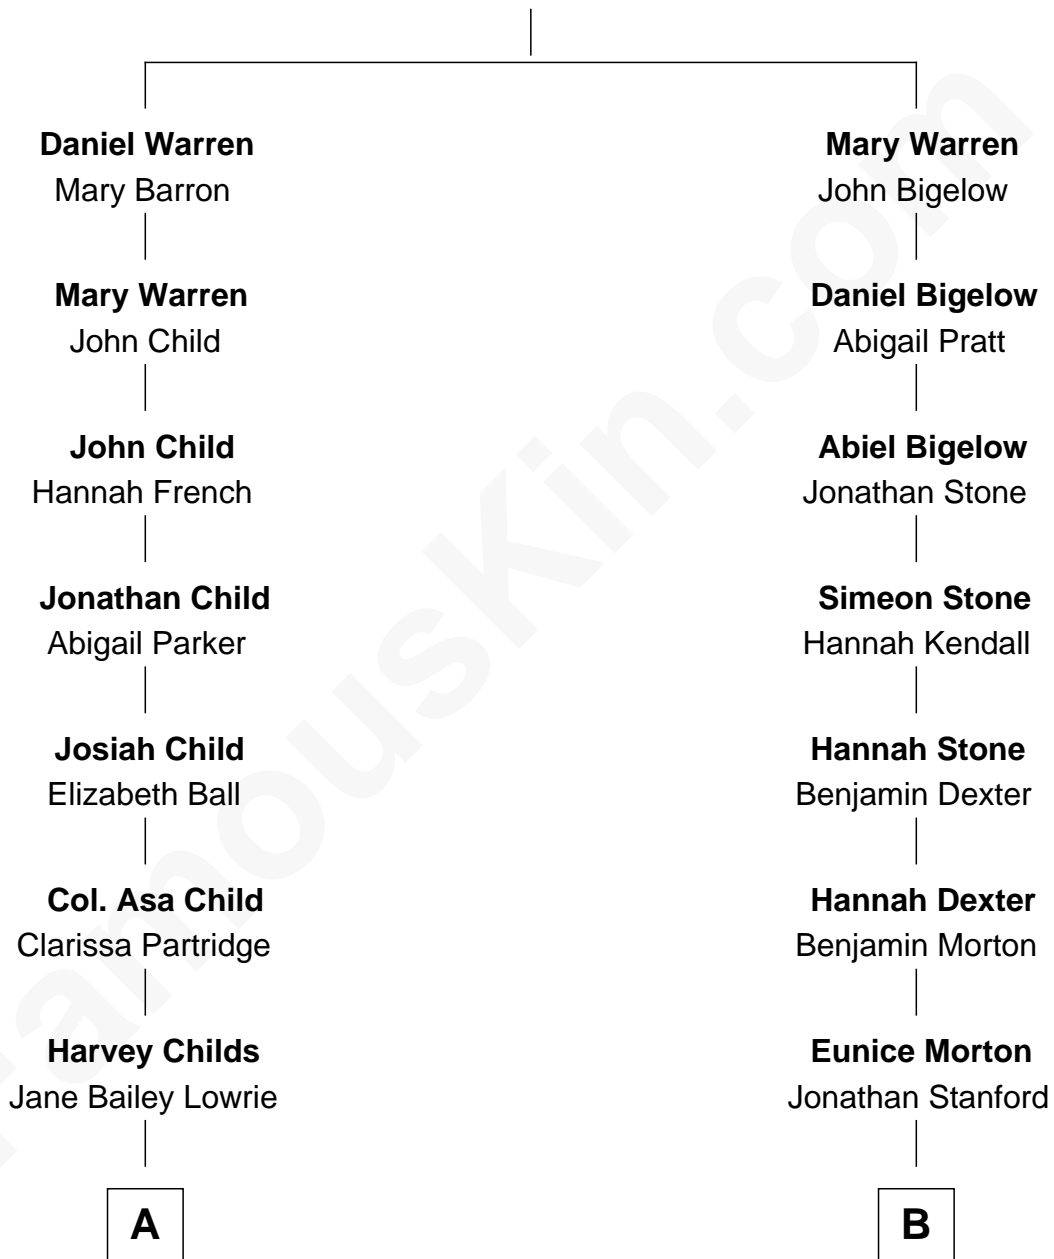 Daniel Warren
Mary Barron
Mary Warren
John Child
John Child
Hannah French
Jonathan Child
Abigail Parker
Josiah Child
Elizabeth Ball
Col. Asa Child
Clarissa Partridge
Harvey Childs
Jane Bailey Lowrie
A
Mary Warren
John Bigelow
Daniel Bigelow
Abigail Pratt
Abiel Bigelow
Jonathan Stone
Simeon Stone
Hannah Kendall
Hannah Stone
Benjamin Dexter
Hannah Dexter
Benjamin Morton
Eunice Morton
Jonathan Stanford
B
FamousKin.com